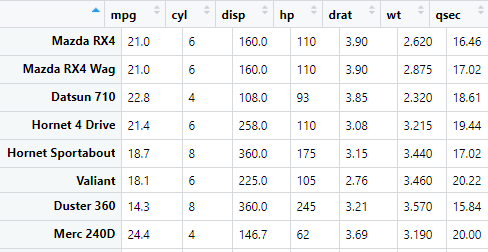 mpg cyl disp hp drat wt qsec
Mazda RX4 21.0 6 160.0 110 3.90 2.620 16.46
Mazda RX4 Wag 21.0 6 160.0 110 3.90 2.875 17.02
Datsun 710 22.8 4 108.0 93 3.85 2.320 18.61
Hornet 4 Drive 21.4 6 258.0 110 3.08 3.215 19.44
Hornet Sportabout 18.7 8 360.0 175 3.15 3.440 17.02
Valiant 18.1 6 225.0 105 2.76 3.460 20.22
Duster 360 14.3 8 360.0 245 3.21 3.570 15.84
Merc 240D 24.4 4 146.7 62 3.69 3.190 20.00